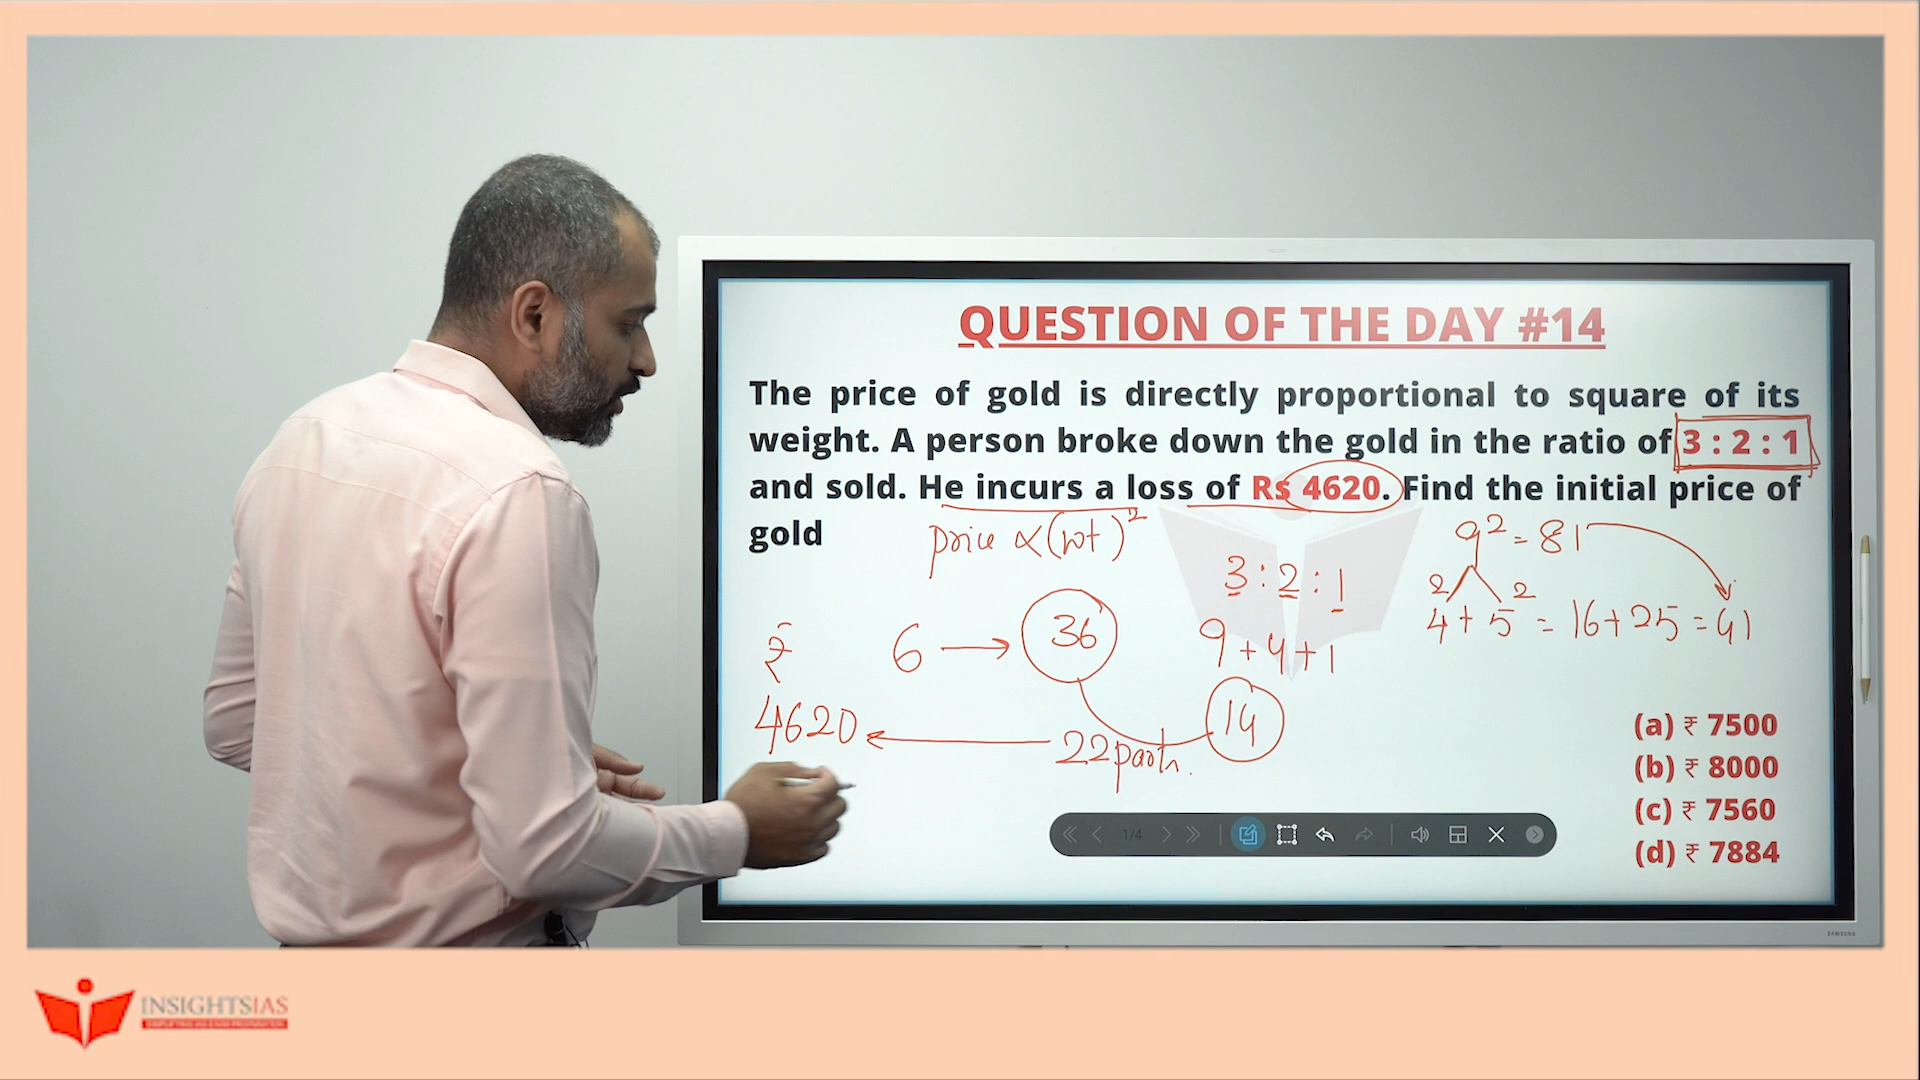 QUESTION OF THE DAY #14
The price of gold is directly proportional to square of its
weight. A person broke down the gold in the ratio of 3 : 2 : 1
and sold. He incurs a loss of Rs 4620. Find the initial price of
gold
price ∝ (wt)²
9² = 81
3 : 2 : 1
4² + 5² = 16 + 25 = 41
₹
6 → 36
9 + 4 + 1
4620 ← 22 parts.
14
(a) ₹ 7500
(b) ₹ 8000
(c) ₹ 7560
(d) ₹ 7884
1/4
SAMSUNG
INSIGHTSIAS